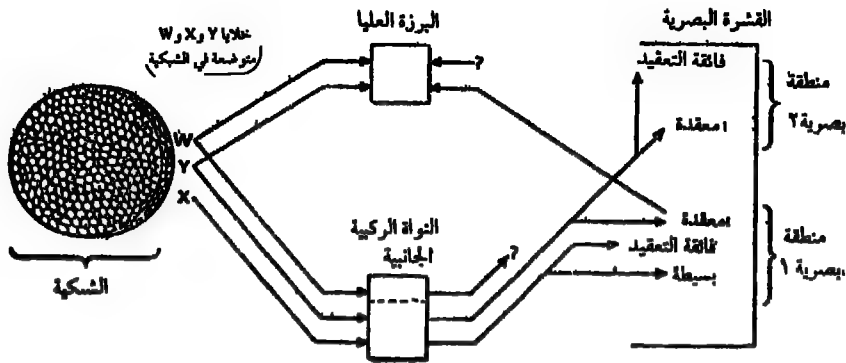 القشرة البصرية
البرزة العليا
خلايا Y و X و W
متوضعة في الشبكية
فائقة التعقيد
منطقة
بصرية ٢
معقدة
?
W
Y
X
النواة الركبية
الجانبية
?
معقدة
فائقة التعقيد
بسيطة
منطقة
بصرية ١
الشبكية